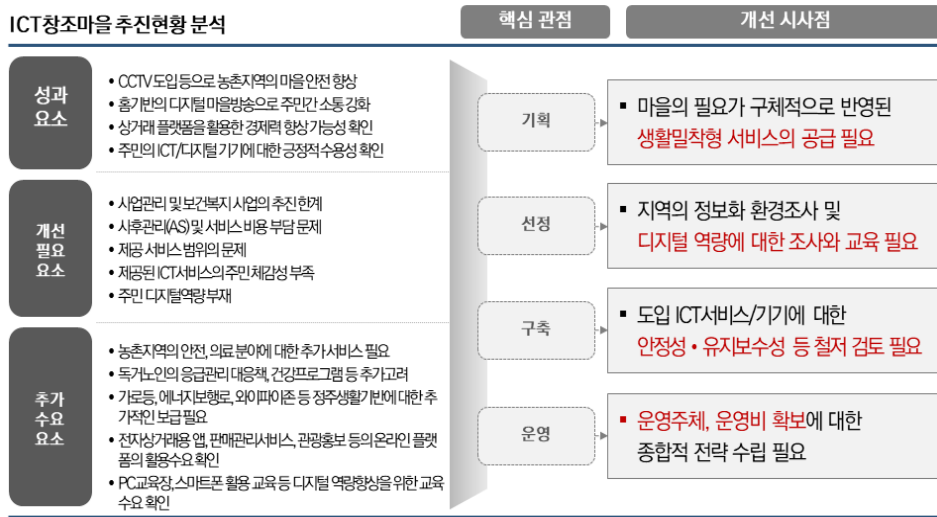 ICT창조마을 추진현황 분석
핵심 관점
개선 시사점
성과
요소
• CCTV 도입 등으로 농촌지역의 마을 안전 향상
• 홈기반의 디지털 마을방송으로 주민간 소통 강화
• 상거래 플랫폼을 활용한 경제력 향상 가능성 확인
• 주민의 ICT/디지털 기기에 대한 긍정적 수용성 확인
개선
필요
요소
• 사업관리 및 보건복지 사업의 추진 한계
• 사후관리(AS) 및 서비스 비용 부담 문제
• 제공 서비스 범위의 문제
• 제공된 ICT서비스의 주민 체감성 부족
• 주민 디지털역량 부재
추가
수요
요소
• 농촌지역의 안전, 의료 분야에 대한 추가 서비스 필요
• 독거노인의 응급관리 대응책, 건강프로그램 등 추가고려
• 가로등, 에너지보행로, 와이파이존 등 정주생활기반에 대한 추
가적인 보급 필요
• 전자상거래용 앱, 판매관리서비스, 관광홍보 등의 온라인 플랫
폼의 활용수요 확인
• PC교육장, 스마트폰 활용 교육 등 디지털 역량향상을 위한 교육
수요 확인
기획
▪ 마을의 필요가 구체적으로 반영된
생활밀착형 서비스의 공급 필요
선정
▪ 지역의 정보화 환경조사 및
디지털 역량에 대한 조사와 교육 필요
구축
▪ 도입 ICT서비스/기기에 대한
안정성・유지보수성 등 철저 검토 필요
운영
▪ 운영주체, 운영비 확보에 대한
종합적 전략 수립 필요